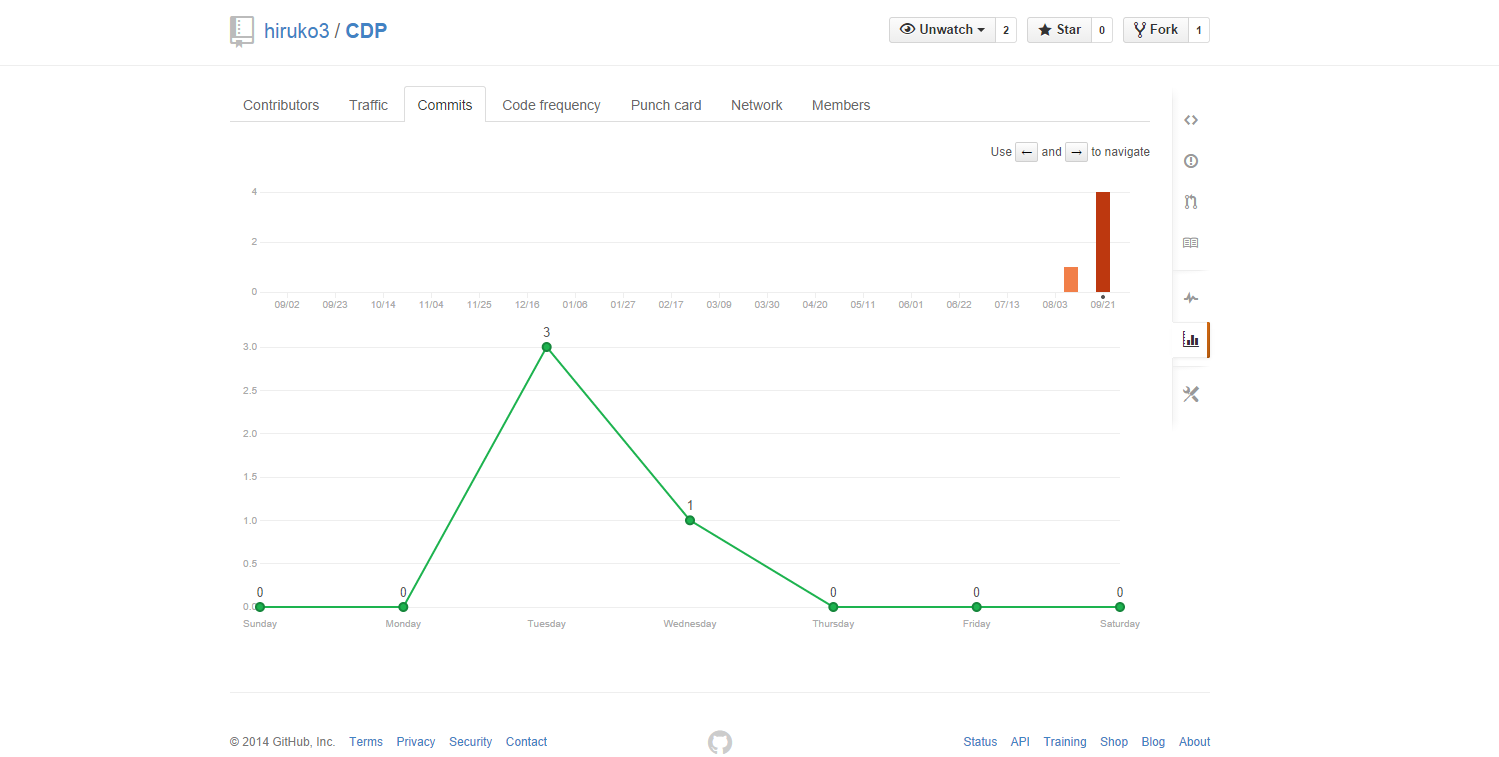 hiruko3 / CDP
Unwatch 2 Star 0 Fork 1
Contributors Traffic Commits Code frequency Punch card Network Members
Use ← and → to navigate
4
2
0
09/02 09/23 10/14 11/04 11/25 12/16 01/06 01/27 02/17 03/09 03/30 04/20 05/11 06/01 06/22 07/13 08/03 09/21
3
3.0
2.5
2.0
1.5
1
1.0
0.5
0 0 0 0 0
0.0
Sunday Monday Tuesday Wednesday Thursday Friday Saturday
© 2014 GitHub, Inc. Terms Privacy Security Contact Status API Training Shop Blog About